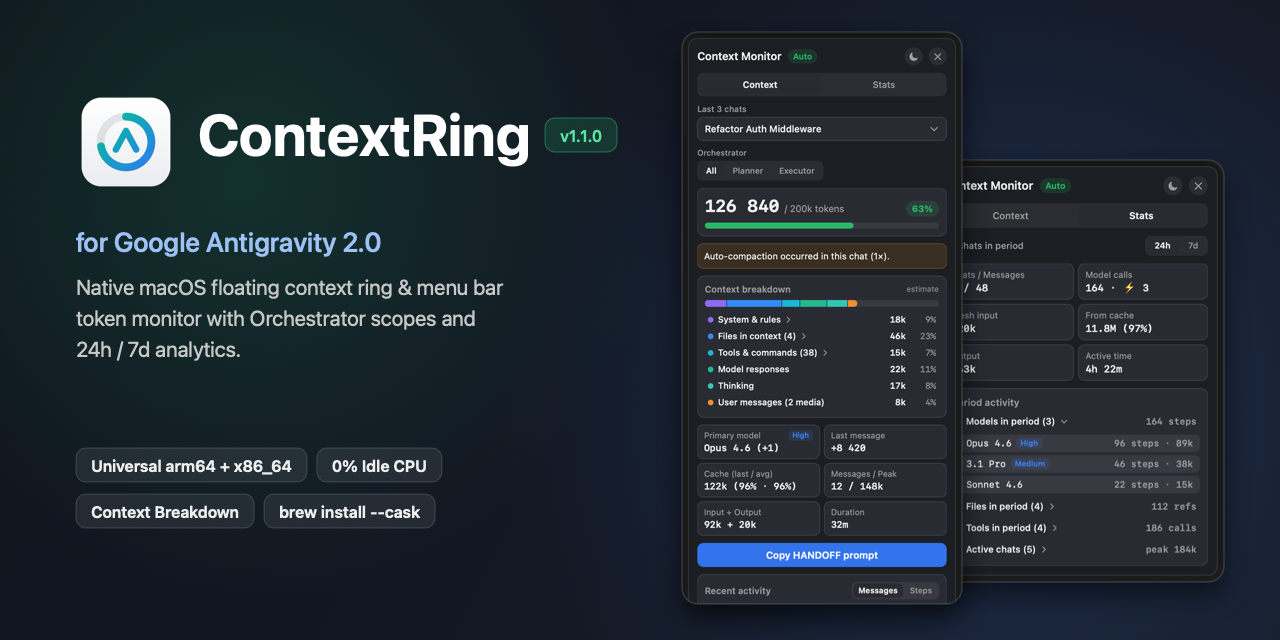 ContextRing v1.1.0
for Google Antigravity 2.0
Native macOS floating context ring & menu bar
token monitor with Orchestrator scopes and
24h / 7d analytics.
Universal arm64 + x86_64
0% Idle CPU
Context Breakdown
brew install --cask
Context Monitor Auto
Context Stats
Last 3 chats
Refactor Auth Middleware
Orchestrator
All Planner Executor
126 840 / 200k tokens 63%
Auto-compaction occurred in this chat (1×).
Context breakdown estimate
System & rules 18k 9%
Files in context (4) 46k 23%
Tools & commands (38) 15k 7%
Model responses 22k 11%
Thinking 17k 8%
User messages (2 media) 8k 4%
Primary model High
Opus 4.6 (+1)
Last message
+8 420
Cache (last / avg)
122k (96% · 96%)
Messages / Peak
12 / 148k
Input + Output
92k + 20k
Duration
32m
Copy HANDOFF prompt
Recent activity Messages Steps
Monitor Auto
Context Stats
in period 24h 7d
/ Messages
/ 48
Model calls
164 · ⚡ 3
input
From cache
11.8M (97%)
Active time
4h 22m
activity
Models in period (3) 164 steps
Opus 4.6 High 96 steps · 89k
3.1 Pro Medium 46 steps · 38k
Sonnet 4.6 22 steps · 15k
Files in period (4) 112 refs
Tools in period (4) 186 calls
Active chats (5) peak 184k